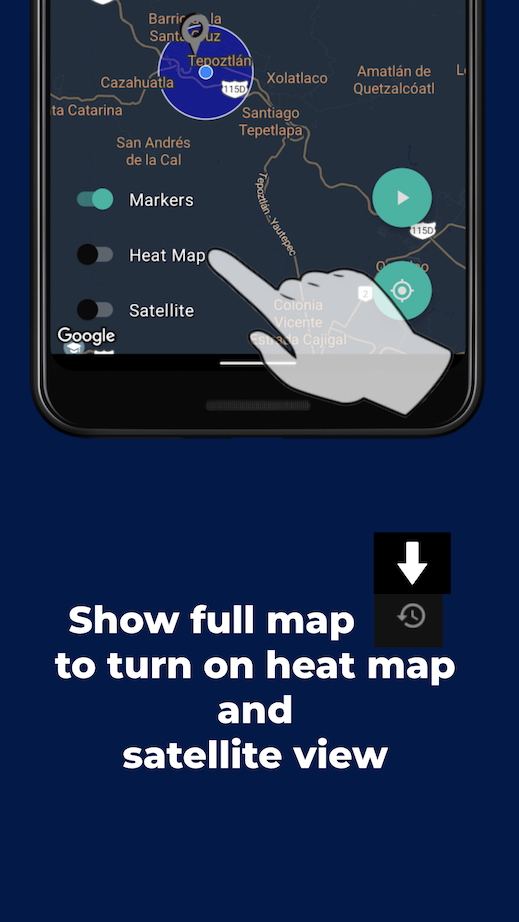 Barrio de la
Santa Cruz
Tepoztlán
Cazahuatla
115D
Xolatlaco
Amatlán de
Quetzalcóatl
ta Catarina
Santiago
Tepetlapa
San Andrés
de la Cal
Tepoztlán - Yautepec
Markers
115D
Heat Map
2
Colonia
Vicente
Estrada Cajigal
Satellite
Google
Show full map
to turn on heat map
and
satellite view